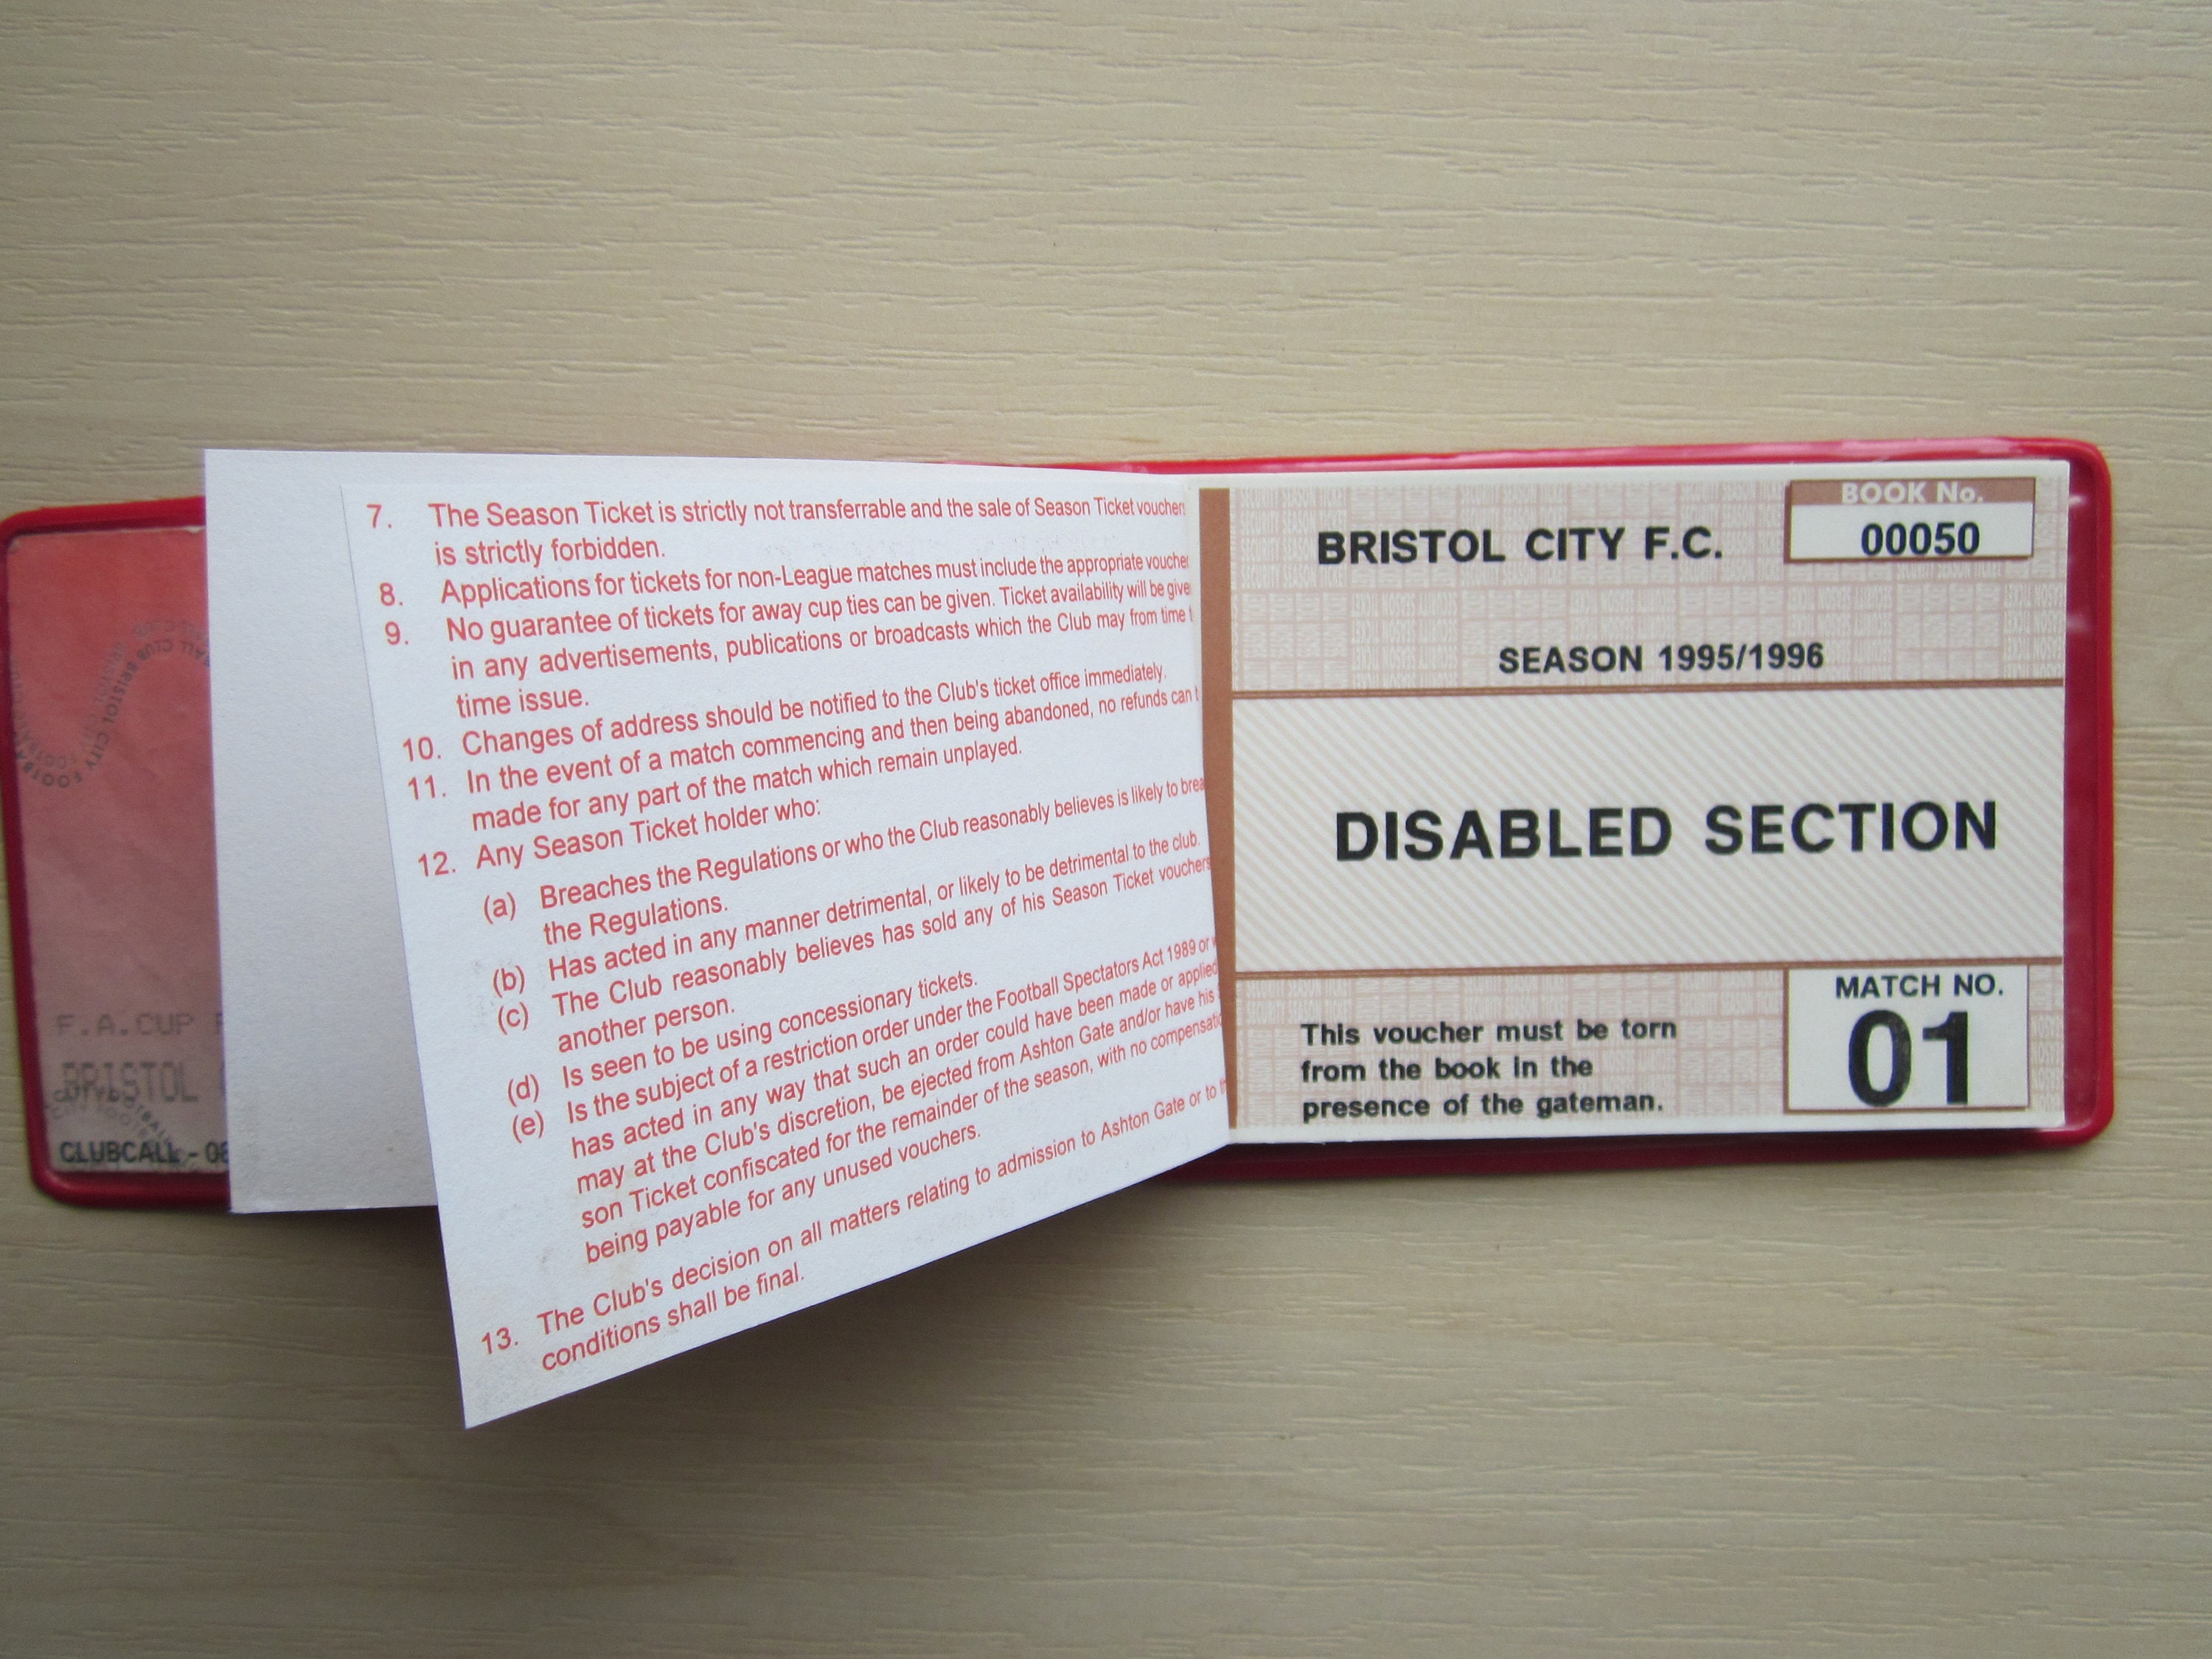 7. The Season Ticket is strictly not transferrable and the sale of Season Ticket
is strictly forbidden.
8. Applications for tickets for non-League matches must include the appropriate
9. No guarantee of tickets for away cup ties can be given. Ticket availability will be
in any advertisements, publications or broadcasts which the Club may from time
time issue.
10. Changes of address should be notified to the Club's ticket office immediately.
11. In the event of a match commencing and then being abandoned, no refunds can
made for any part of the match which remain unplayed.
12. Any Season Ticket holder who:
(a) Breaches the Regulations or who the Club reasonably believes is likely to
the Regulations.
(b) Has acted in any manner detrimental, or likely to be detrimental to the club.
(c) The Club reasonably believes has sold any of his Season Ticket vouchers
another person.
(d) Is seen to be using concessionary tickets.
(e) Is the subject of a restriction order under the Football Spectators Act 1989 or
has acted in any way that such an order could have been made or applied
may at the Club's discretion, be ejected from Ashton Gate and/or have his
son Ticket confiscated for the remainder of the season, with no
being payable for any unused vouchers.
13. The Club's decision on all matters relating to admission to Ashton Gate or to
conditions shall be final.
BOOK No.
BRISTOL CITY F.C. 00050
SEASON 1995/1996
DISABLED SECTION
MATCH NO.
01
This voucher must be torn
from the book in the
presence of the gateman.
F.A.CUP
BRISTOL
CLUBCALL -